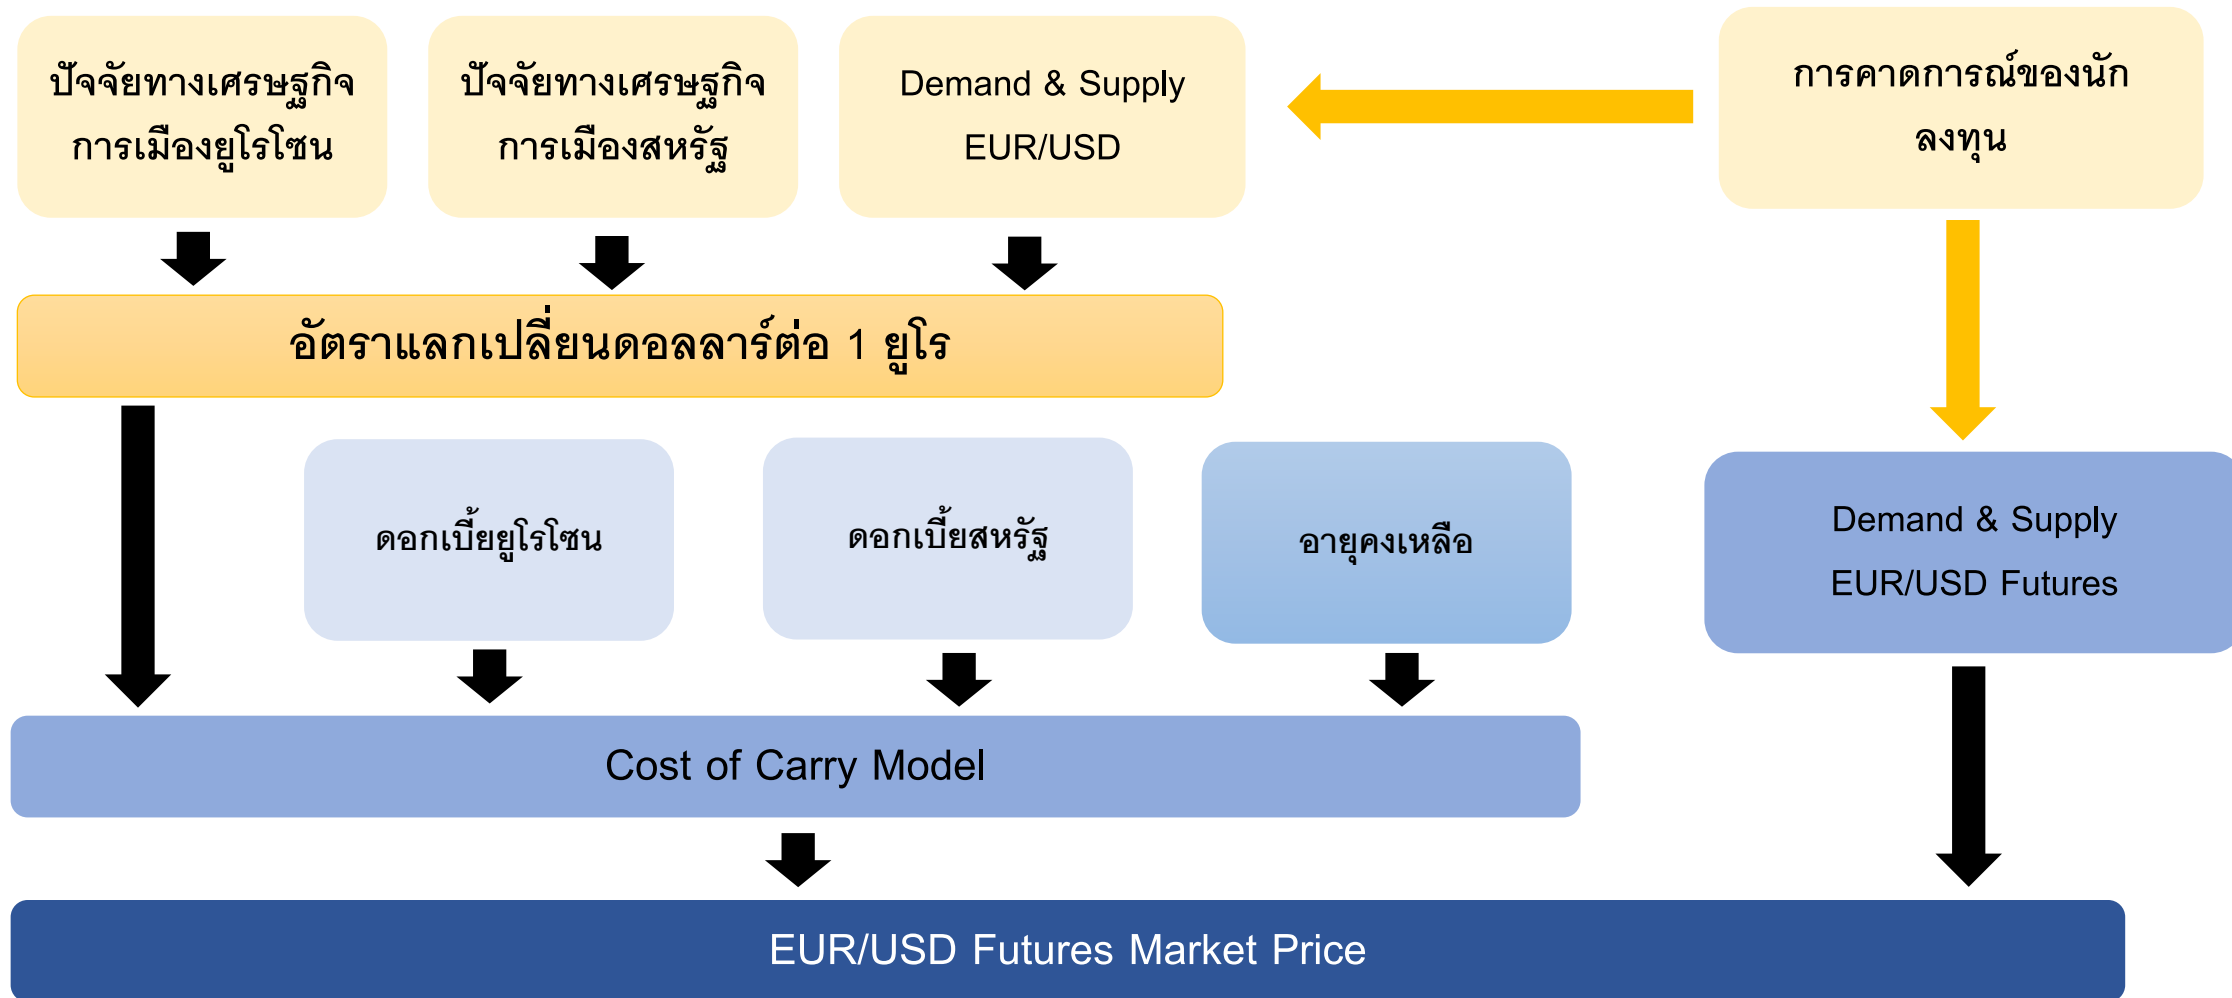 ปัจจัยทางเศรษฐกิจ
การเมืองยูโรโซน
ปัจจัยทางเศรษฐกิจ
การเมืองสหรัฐ
Demand & Supply
EUR/USD
การคาดการณ์ของนัก
ลงทุน
อัตราแลกเปลี่ยนดอลลาร์ต่อ 1 ยูโร
ดอกเบี้ยยูโรโซน
ดอกเบี้ยสหรัฐ
อายุคงเหลือ
Demand & Supply
EUR/USD Futures
Cost of Carry Model
EUR/USD Futures Market Price